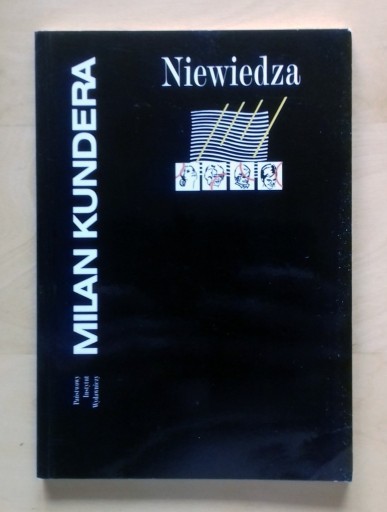 Niewiedza
MILAN KUNDERA
Państwowy
Instytut
Wydawniczy